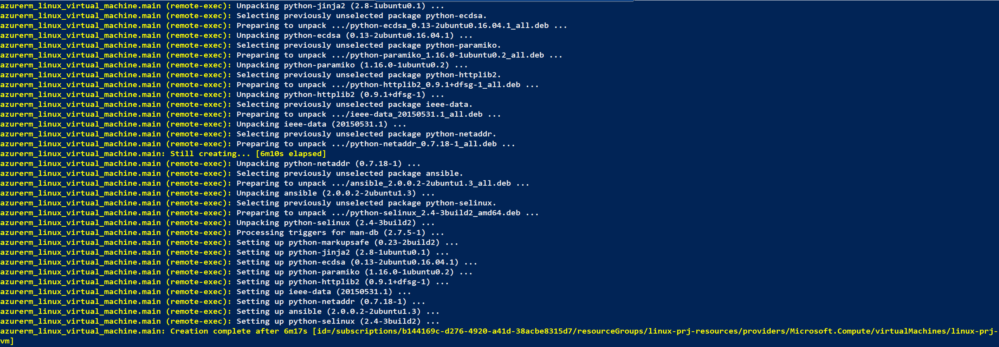 azurerm_linux_virtual_machine.main (remote-exec): Unpacking python-jinja2 (2.8-1ubuntu0.1) ...
azurerm_linux_virtual_machine.main (remote-exec): Selecting previously unselected package python-ecdsa.
azurerm_linux_virtual_machine.main (remote-exec): Preparing to unpack .../python-ecdsa_0.13-2ubuntu0.16.04.1_all.deb ...
azurerm_linux_virtual_machine.main (remote-exec): Unpacking python-ecdsa (0.13-2ubuntu0.16.04.1) ...
azurerm_linux_virtual_machine.main (remote-exec): Selecting previously unselected package python-paramiko.
azurerm_linux_virtual_machine.main (remote-exec): Preparing to unpack .../python-paramiko_1.16.0-1ubuntu0.2_all.deb ...
azurerm_linux_virtual_machine.main (remote-exec): Unpacking python-paramiko (1.16.0-1ubuntu0.2) ...
azurerm_linux_virtual_machine.main (remote-exec): Selecting previously unselected package python-httplib2.
azurerm_linux_virtual_machine.main (remote-exec): Preparing to unpack .../python-httplib2_0.9.1+dfsg-1_all.deb ...
azurerm_linux_virtual_machine.main (remote-exec): Unpacking python-httplib2 (0.9.1+dfsg-1) ...
azurerm_linux_virtual_machine.main (remote-exec): Selecting previously unselected package ieee-data.
azurerm_linux_virtual_machine.main (remote-exec): Preparing to unpack .../ieee-data_20150531.1_all.deb ...
azurerm_linux_virtual_machine.main (remote-exec): Unpacking ieee-data (20150531.1) ...
azurerm_linux_virtual_machine.main (remote-exec): Selecting previously unselected package python-netaddr.
azurerm_linux_virtual_machine.main (remote-exec): Preparing to unpack .../python-netaddr_0.7.18-1_all.deb ...
azurerm_linux_virtual_machine.main: Still creating... [6m10s elapsed]
azurerm_linux_virtual_machine.main (remote-exec): Unpacking python-netaddr (0.7.18-1) ...
azurerm_linux_virtual_machine.main (remote-exec): Selecting previously unselected package ansible.
azurerm_linux_virtual_machine.main (remote-exec): Preparing to unpack .../ansible_2.0.0.2-2ubuntu1.3_all.deb ...
azurerm_linux_virtual_machine.main (remote-exec): Unpacking ansible (2.0.0.2-2ubuntu1.3) ...
azurerm_linux_virtual_machine.main (remote-exec): Selecting previously unselected package python-selinux.
azurerm_linux_virtual_machine.main (remote-exec): Preparing to unpack .../python-selinux_2.4-3build2_amd64.deb ...
azurerm_linux_virtual_machine.main (remote-exec): Unpacking python-selinux (2.4-3build2) ...
azurerm_linux_virtual_machine.main (remote-exec): Processing triggers for man-db (2.7.5-1) ...
azurerm_linux_virtual_machine.main (remote-exec): Setting up python-markupsafe (0.23-2build2) ...
azurerm_linux_virtual_machine.main (remote-exec): Setting up python-jinja2 (2.8-1ubuntu0.1) ...
azurerm_linux_virtual_machine.main (remote-exec): Setting up python-ecdsa (0.13-2ubuntu0.16.04.1) ...
azurerm_linux_virtual_machine.main (remote-exec): Setting up python-paramiko (1.16.0-1ubuntu0.2) ...
azurerm_linux_virtual_machine.main (remote-exec): Setting up python-httplib2 (0.9.1+dfsg-1) ...
azurerm_linux_virtual_machine.main (remote-exec): Setting up ieee-data (20150531.1) ...
azurerm_linux_virtual_machine.main (remote-exec): Setting up python-netaddr (0.7.18-1) ...
azurerm_linux_virtual_machine.main (remote-exec): Setting up ansible (2.0.0.2-2ubuntu1.3) ...
azurerm_linux_virtual_machine.main (remote-exec): Setting up python-selinux (2.4-3build2) ...
azurerm_linux_virtual_machine.main: Creation complete after 6m17s [id=/subscriptions/b144169c-d276-4920-a41d-38acbe8315d7/resourceGroups/linux-prj-resources/providers/Microsoft.Compute/virtualMachines/linux-prj-
vm]